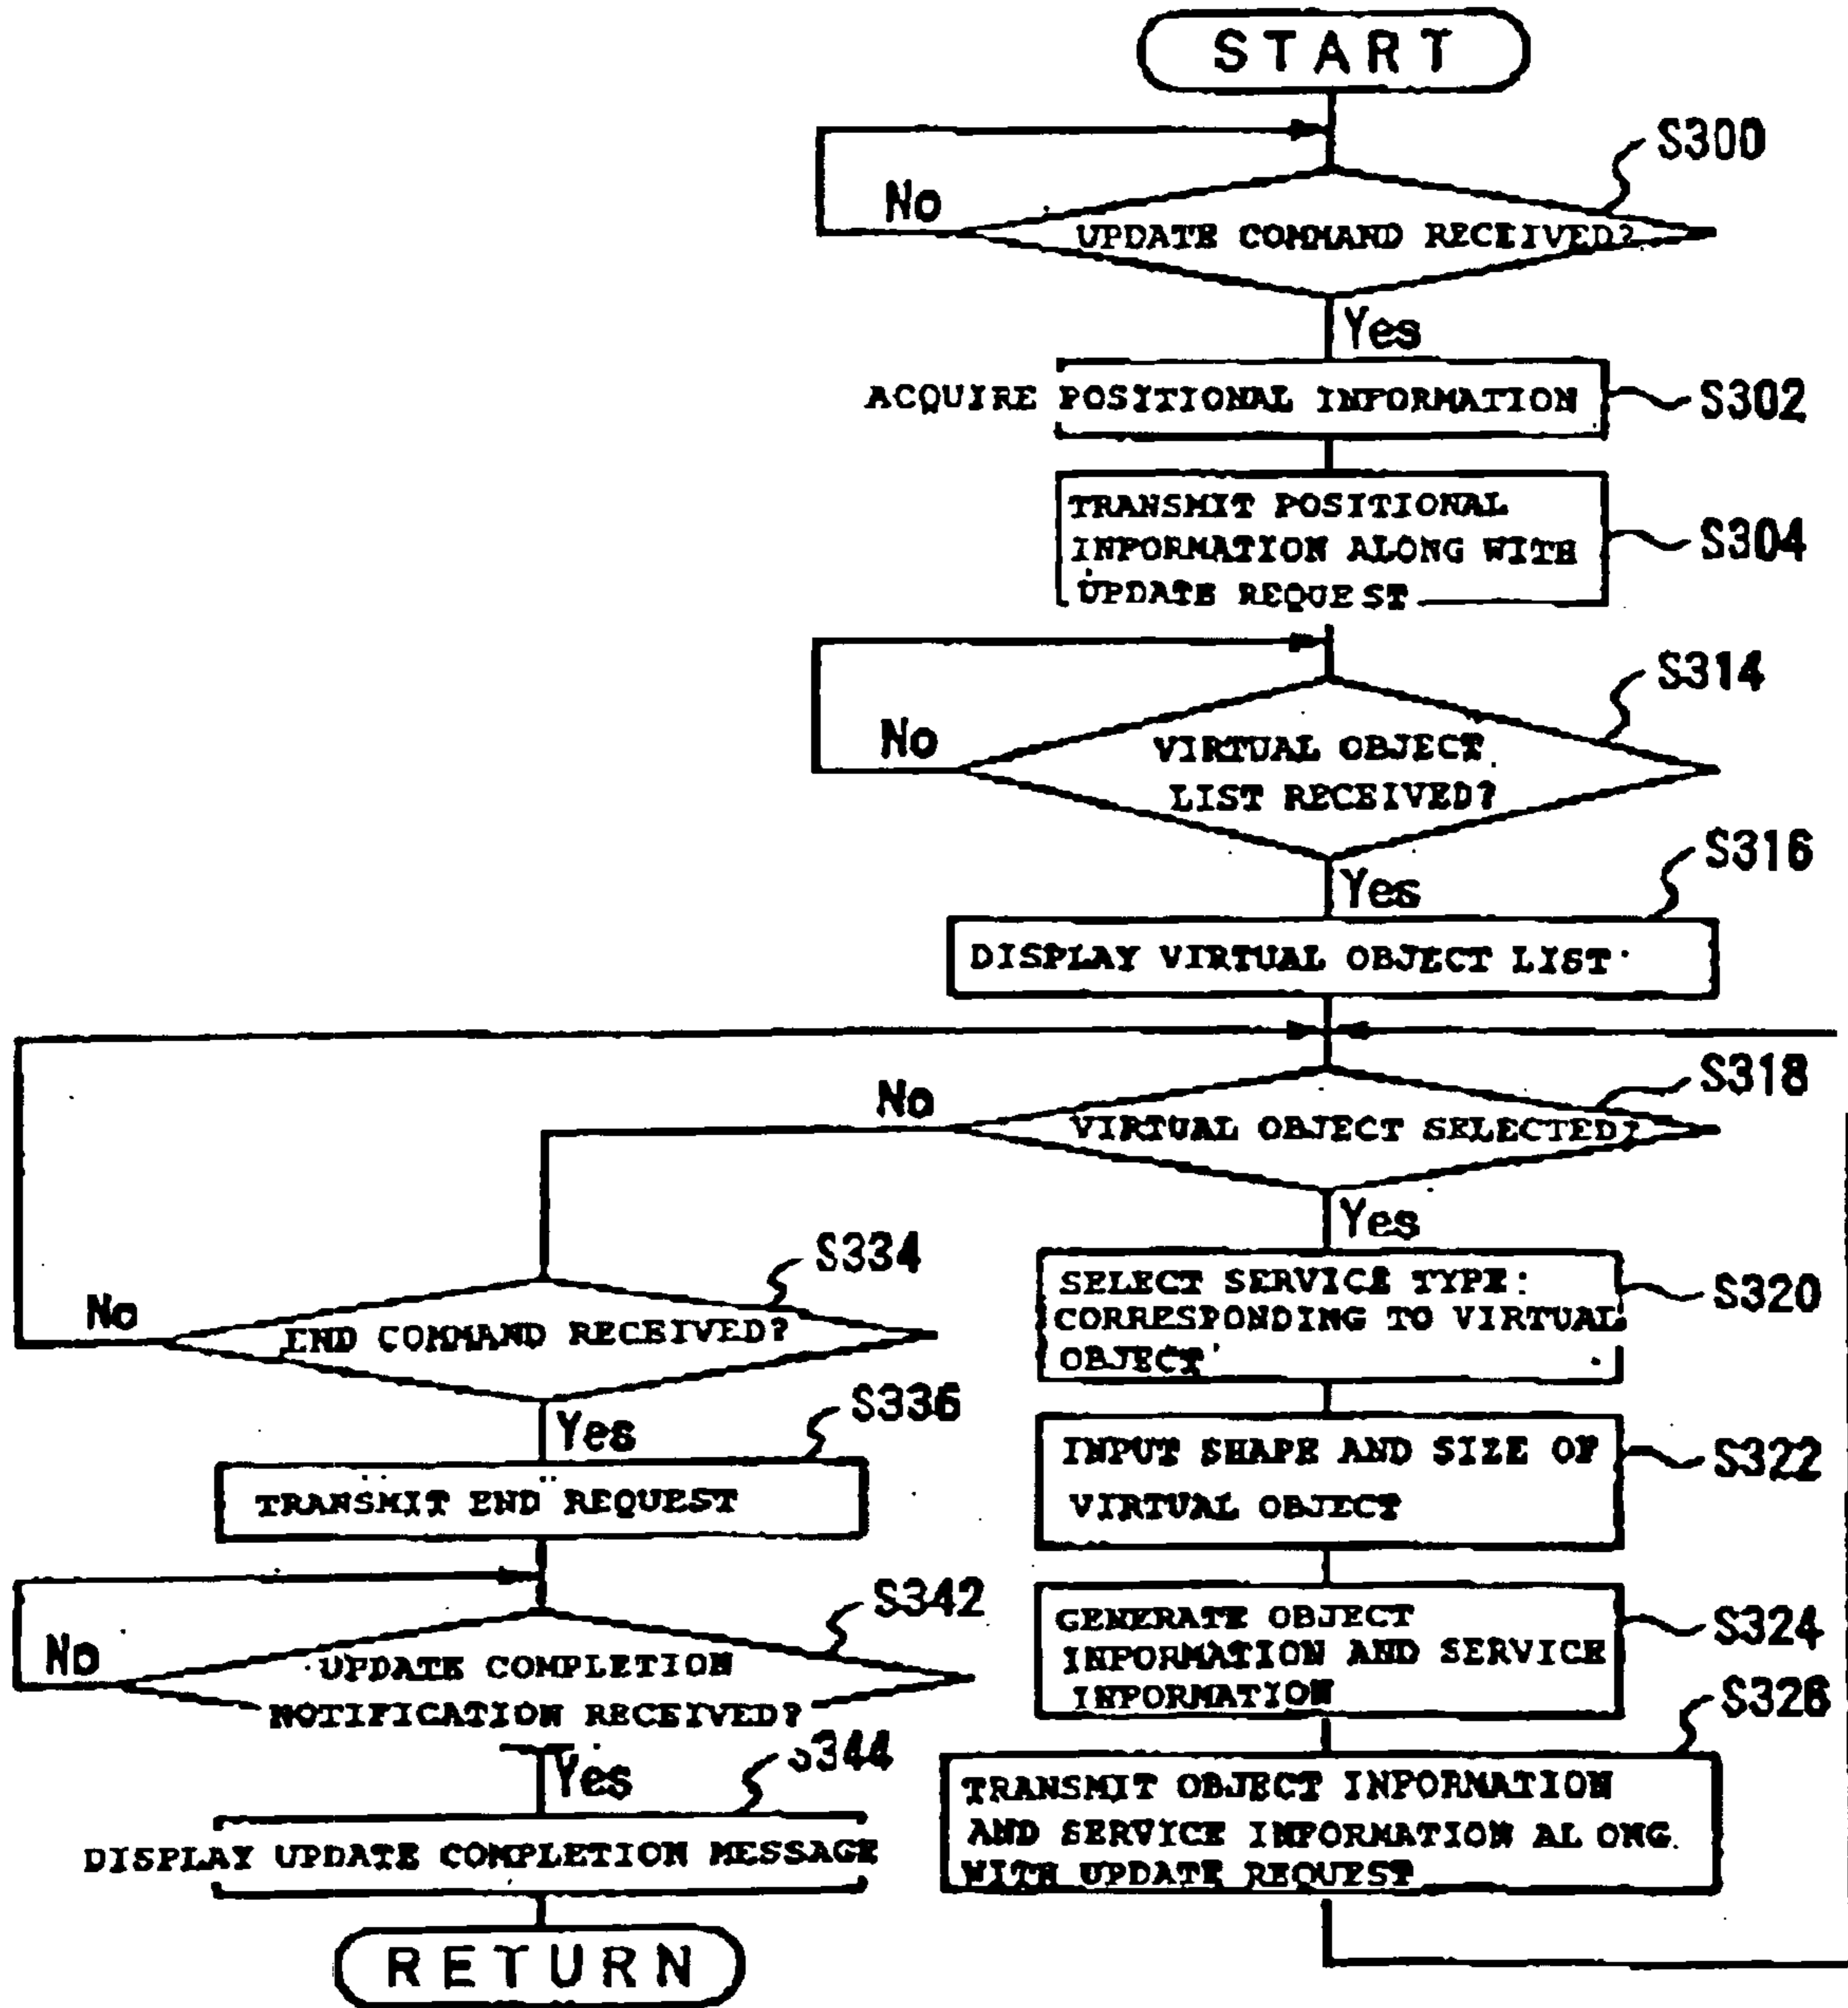 START
S300
No
UPDATE COMMAND RECEIVED?
Yes
ACQUIRE POSITIONAL INFORMATION
S302
TRANSMIT POSITIONAL
INFORMATION ALONG WITH
UPDATE REQUEST
S304
S314
No
VIRTUAL OBJECT
LIST RECEIVED?
S316
Yes
DISPLAY VIRTUAL OBJECT LIST
S318
No
VIRTUAL OBJECT SELECTED?
Yes
S334
No
END COMMAND RECEIVED?
SELECT SERVICE TYPE:
CORRESPONDING TO VIRTUAL
OBJECT
S320
S336
Yes
TRANSMIT END REQUEST
INPUT SHAPE AND SIZE OF
VIRTUAL OBJECT
S322
S342
No
UPDATE COMPLETION
NOTIFICATION RECEIVED?
GENERATE OBJECT
INFORMATION AND SERVICE
INFORMATION
S324
S326
S344
Yes
DISPLAY UPDATE COMPLETION MESSAGE
TRANSMIT OBJECT INFORMATION
AND SERVICE INFORMATION AL ONG
WITH UPDATE REQUEST
RETURN